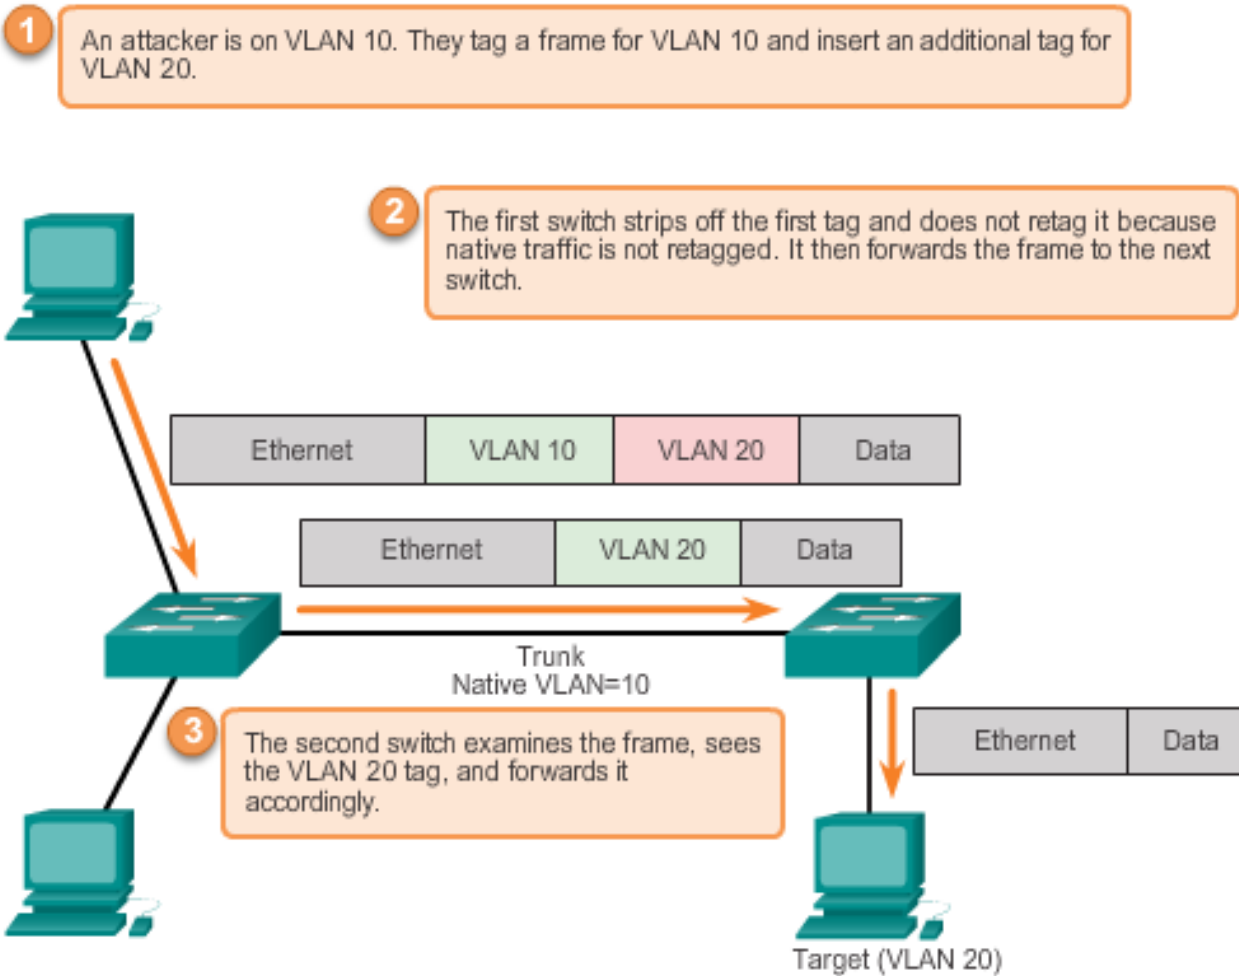 1
An attacker is on VLAN 10. They tag a frame for VLAN 10 and insert an additional tag for
VLAN 20.
2
The first switch strips off the first tag and does not retag it because
native traffic is not retagged. It then forwards the frame to the next
switch.
Ethernet VLAN 10 VLAN 20 Data
Ethernet VLAN 20 Data
Trunk
Native VLAN=10
3
The second switch examines the frame, sees
the VLAN 20 tag, and forwards it
accordingly.
Ethernet Data
Target (VLAN 20)